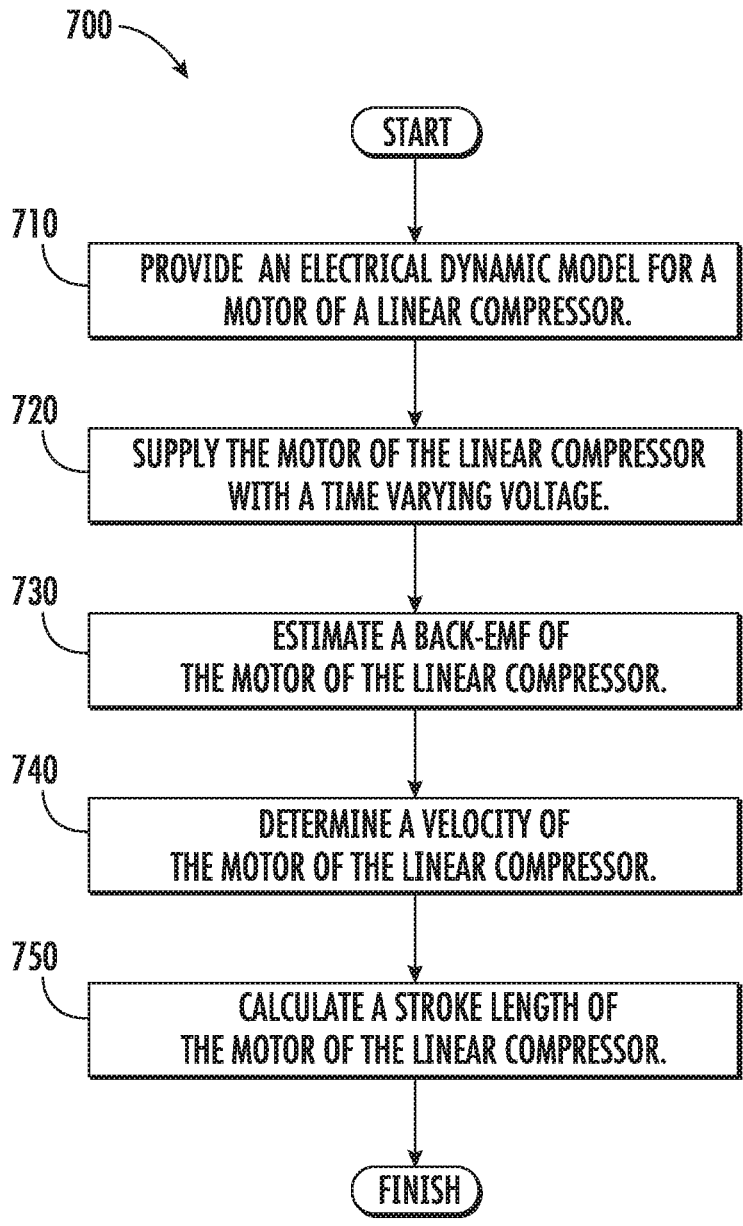 700
START
710
PROVIDE AN ELECTRICAL DYNAMIC MODEL FOR A
MOTOR OF A LINEAR COMPRESSOR.
720
SUPPLY THE MOTOR OF THE LINEAR COMPRESSOR
WITH A TIME VARYING VOLTAGE.
730
ESTIMATE A BACK-EMF OF
THE MOTOR OF THE LINEAR COMPRESSOR.
740
DETERMINE A VELOCITY OF
THE MOTOR OF THE LINEAR COMPRESSOR.
750
CALCULATE A STROKE LENGTH OF
THE MOTOR OF THE LINEAR COMPRESSOR.
FINISH